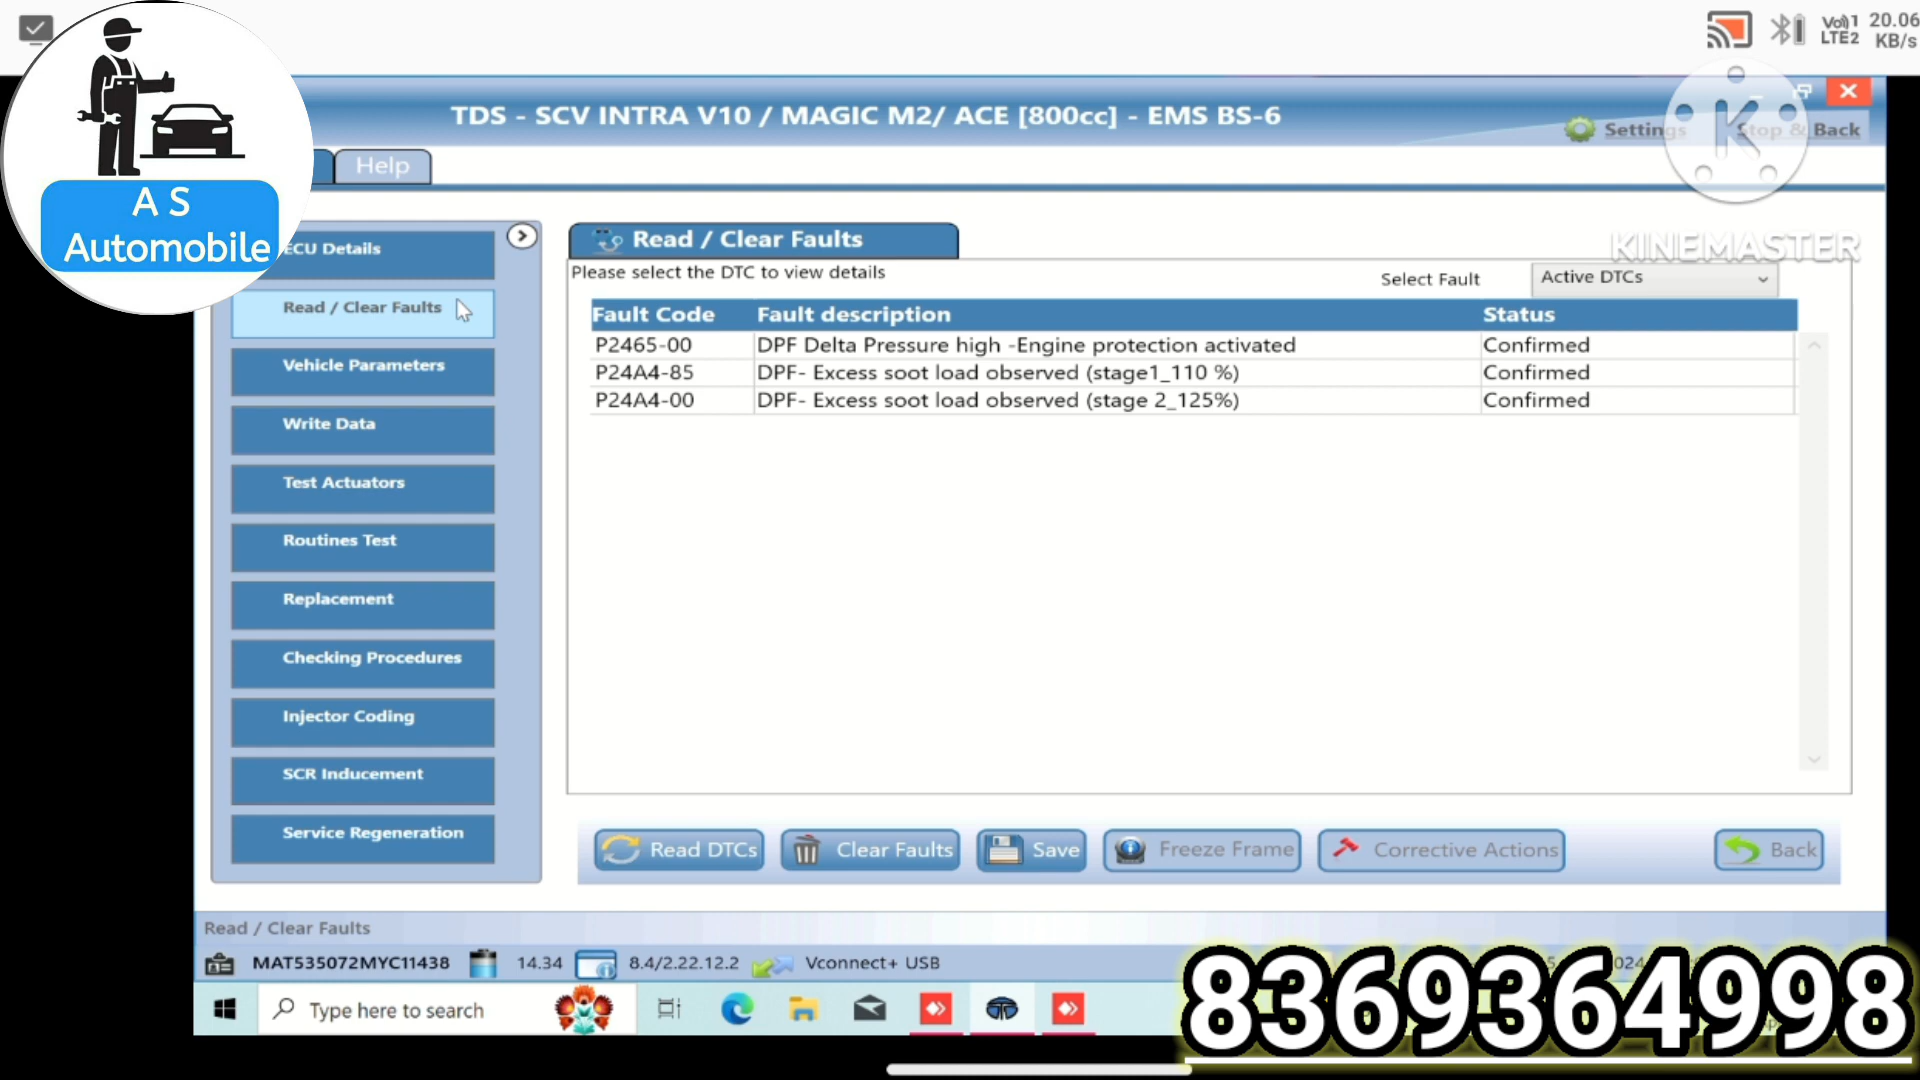 Vo)) 1 20.06
LTE2 KB/s
A S
Automobile
TDS - SCV INTRA V10 / MAGIC M2/ ACE [800cc] - EMS BS-6
Settings
Stop & Back
K
KINEMASTER
Help
ECU Details
Read / Clear Faults
Vehicle Parameters
Write Data
Test Actuators
Routines Test
Replacement
Checking Procedures
Injector Coding
SCR Inducement
Service Regeneration
Read / Clear Faults
Please select the DTC to view details
Select Fault Active DTCs
Fault Code Fault description Status
P2465-00 DPF Delta Pressure high -Engine protection activated Confirmed
P24A4-85 DPF- Excess soot load observed (stage1_110 %) Confirmed
P24A4-00 DPF- Excess soot load observed (stage 2_125%) Confirmed
Read DTCs Clear Faults Save Freeze Frame Corrective Actions Back
Read / Clear Faults
MAT535072MYC11438 14.34 8.4/2.22.12.2 Vconnect+ USB
Type here to search
8369364998